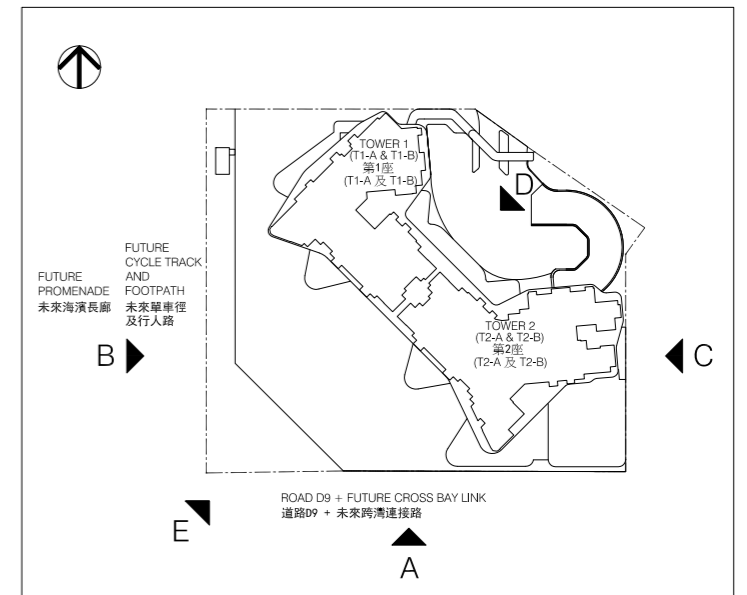 TOWER 1
(T1-A & T1-B)
第1座
(T1-A 及 T1-B)
D
FUTURE
PROMENADE
未來海濱長廊
FUTURE
CYCLE TRACK
AND
FOOTPATH
未來單車徑
及行人路
B
TOWER 2
(T2-A & T2-B)
第2座
(T2-A 及 T2-B)
C
E
ROAD D9 + FUTURE CROSS BAY LINK
道路D9 + 未來跨灣連接路
A